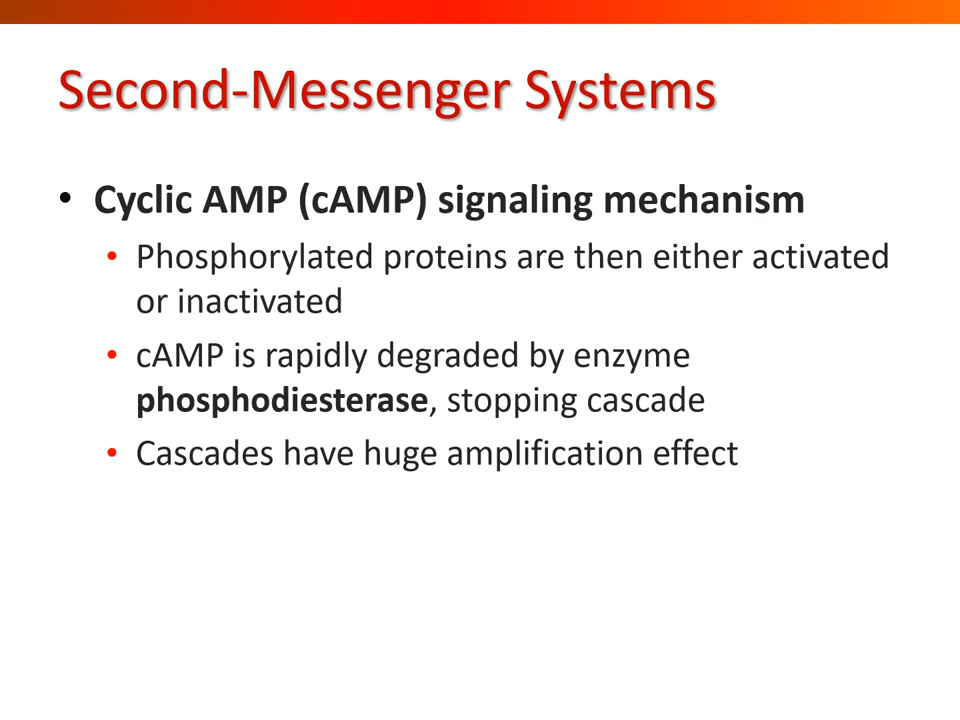 Second-Messenger Systems
• Cyclic AMP (cAMP) signaling mechanism
• Phosphorylated proteins are then either activated
or inactivated
• cAMP is rapidly degraded by enzyme
phosphodiesterase, stopping cascade
• Cascades have huge amplification effect